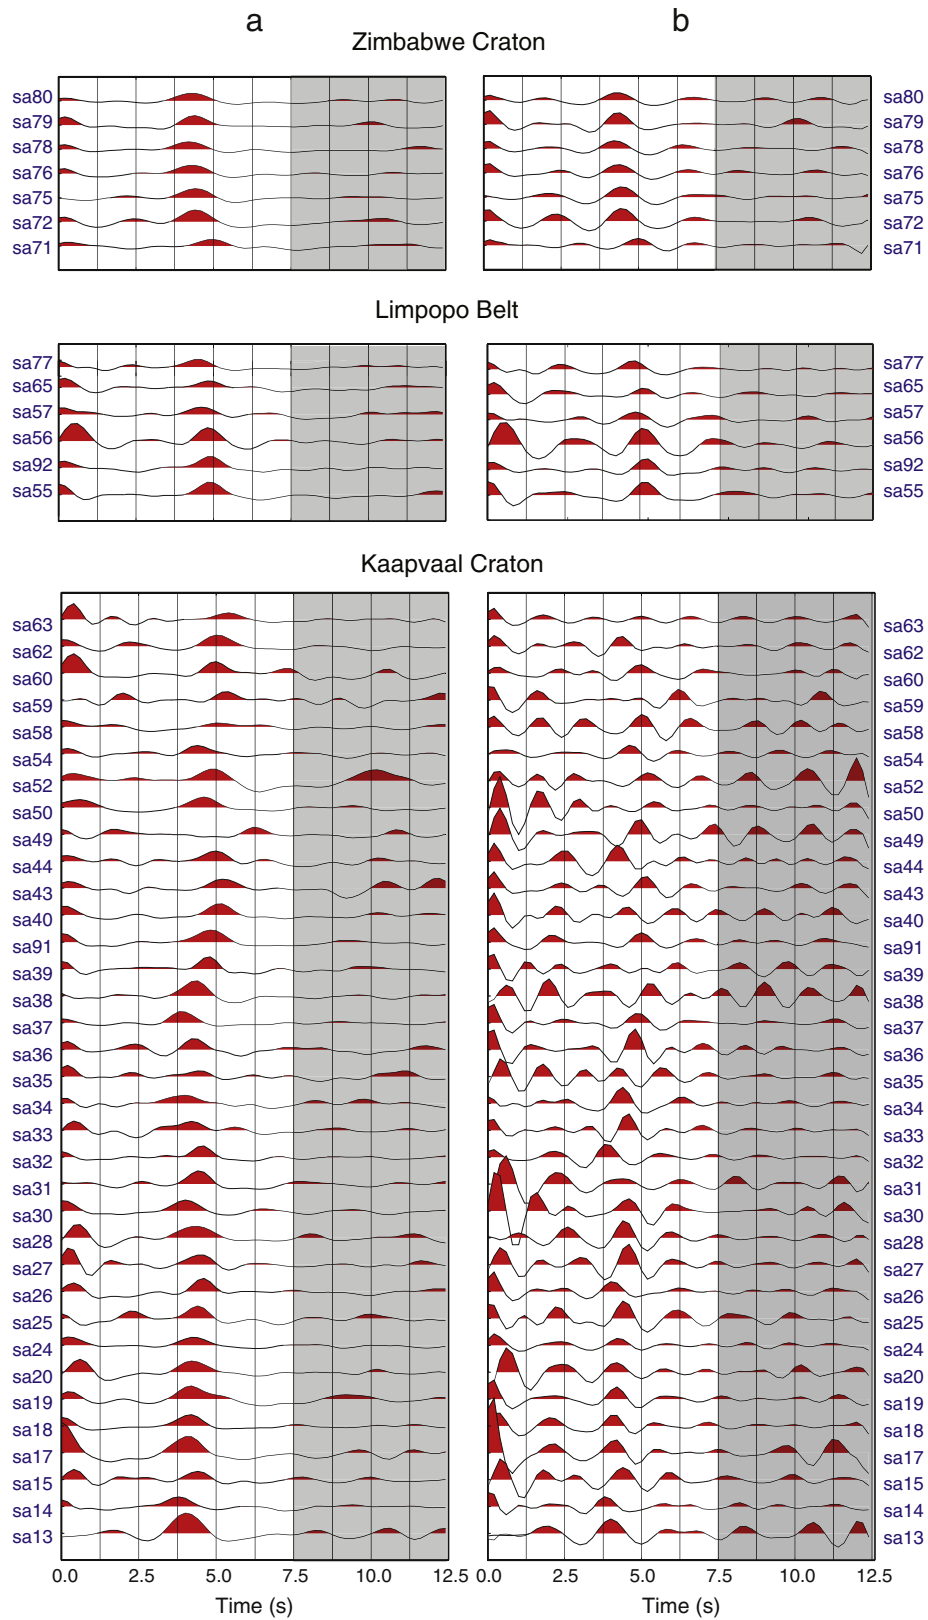 a b
Zimbabwe Craton
sa80 sa80
sa79 sa79
sa78 sa78
sa76 sa76
sa75 sa75
sa72 sa72
sa71 sa71
Limpopo Belt
sa77 sa77
sa65 sa65
sa57 sa57
sa56 sa56
sa92 sa92
sa55 sa55
Kaapvaal Craton
sa63 sa63
sa62 sa62
sa60 sa60
sa59 sa59
sa58 sa58
sa54 sa54
sa52 sa52
sa50 sa50
sa49 sa49
sa44 sa44
sa43 sa43
sa40 sa40
sa91 sa91
sa39 sa39
sa38 sa38
sa37 sa37
sa36 sa36
sa35 sa35
sa34 sa34
sa33 sa33
sa32 sa32
sa31 sa31
sa30 sa30
sa28 sa28
sa27 sa27
sa26 sa26
sa25 sa25
sa24 sa24
sa20 sa20
sa19 sa19
sa18 sa18
sa17 sa17
sa15 sa15
sa14 sa14
sa13 sa13
0.0 2.5 5.0 7.5 10.0 12.5 0.0 2.5 5.0 7.5 10.0 12.5
Time (s) Time (s)